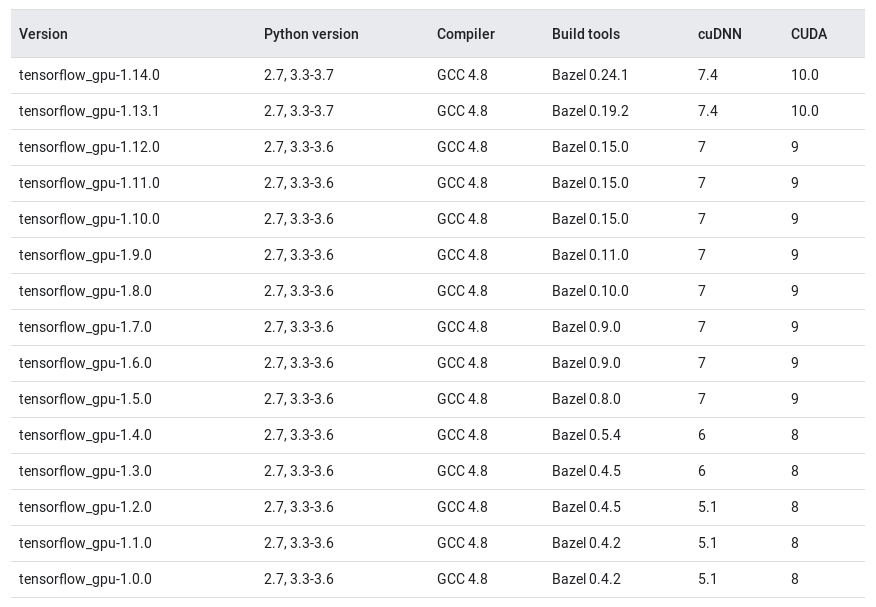 Version Python version Compiler Build tools cuDNN CUDA
tensorflow_gpu-1.14.0 2.7, 3.3-3.7 GCC 4.8 Bazel 0.24.1 7.4 10.0
tensorflow_gpu-1.13.1 2.7, 3.3-3.7 GCC 4.8 Bazel 0.19.2 7.4 10.0
tensorflow_gpu-1.12.0 2.7, 3.3-3.6 GCC 4.8 Bazel 0.15.0 7 9
tensorflow_gpu-1.11.0 2.7, 3.3-3.6 GCC 4.8 Bazel 0.15.0 7 9
tensorflow_gpu-1.10.0 2.7, 3.3-3.6 GCC 4.8 Bazel 0.15.0 7 9
tensorflow_gpu-1.9.0 2.7, 3.3-3.6 GCC 4.8 Bazel 0.11.0 7 9
tensorflow_gpu-1.8.0 2.7, 3.3-3.6 GCC 4.8 Bazel 0.10.0 7 9
tensorflow_gpu-1.7.0 2.7, 3.3-3.6 GCC 4.8 Bazel 0.9.0 7 9
tensorflow_gpu-1.6.0 2.7, 3.3-3.6 GCC 4.8 Bazel 0.9.0 7 9
tensorflow_gpu-1.5.0 2.7, 3.3-3.6 GCC 4.8 Bazel 0.8.0 7 9
tensorflow_gpu-1.4.0 2.7, 3.3-3.6 GCC 4.8 Bazel 0.5.4 6 8
tensorflow_gpu-1.3.0 2.7, 3.3-3.6 GCC 4.8 Bazel 0.4.5 6 8
tensorflow_gpu-1.2.0 2.7, 3.3-3.6 GCC 4.8 Bazel 0.4.5 5.1 8
tensorflow_gpu-1.1.0 2.7, 3.3-3.6 GCC 4.8 Bazel 0.4.2 5.1 8
tensorflow_gpu-1.0.0 2.7, 3.3-3.6 GCC 4.8 Bazel 0.4.2 5.1 8